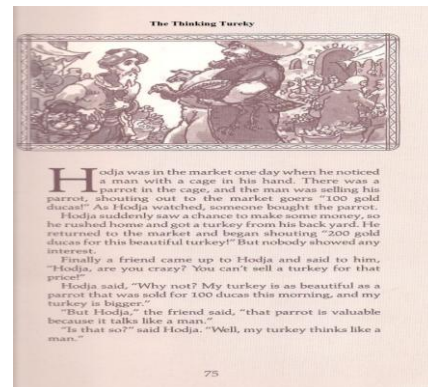 The Thinking Tureky
Hodja was in the market one day when he noticed
a man with a cage in his hand. There was a
parrot in the cage, and the man was selling his
parrot, shouting out to the market goers "100 gold
ducas!" As Hodja watched, someone bought the parrot.
Hodja suddenly saw a chance to make some money, so
he rushed home and got a turkey from his back yard. He
returned to the market and began shouting "200 gold
ducas for this beautiful turkey!" But nobody showed any
interest.
Finally a friend came up to Hodja and said to him,
"Hodja, are you crazy? You can't sell a turkey for that
price!"
Hodja said, "Why not? My turkey is as beautiful as a
parrot that was sold for 100 ducas this morning, and my
turkey is bigger."
"But Hodja," the friend said, "that parrot is valuable
because it talks like a man."
"Is that so?" said Hodja. "Well, my turkey thinks like a
man."
75